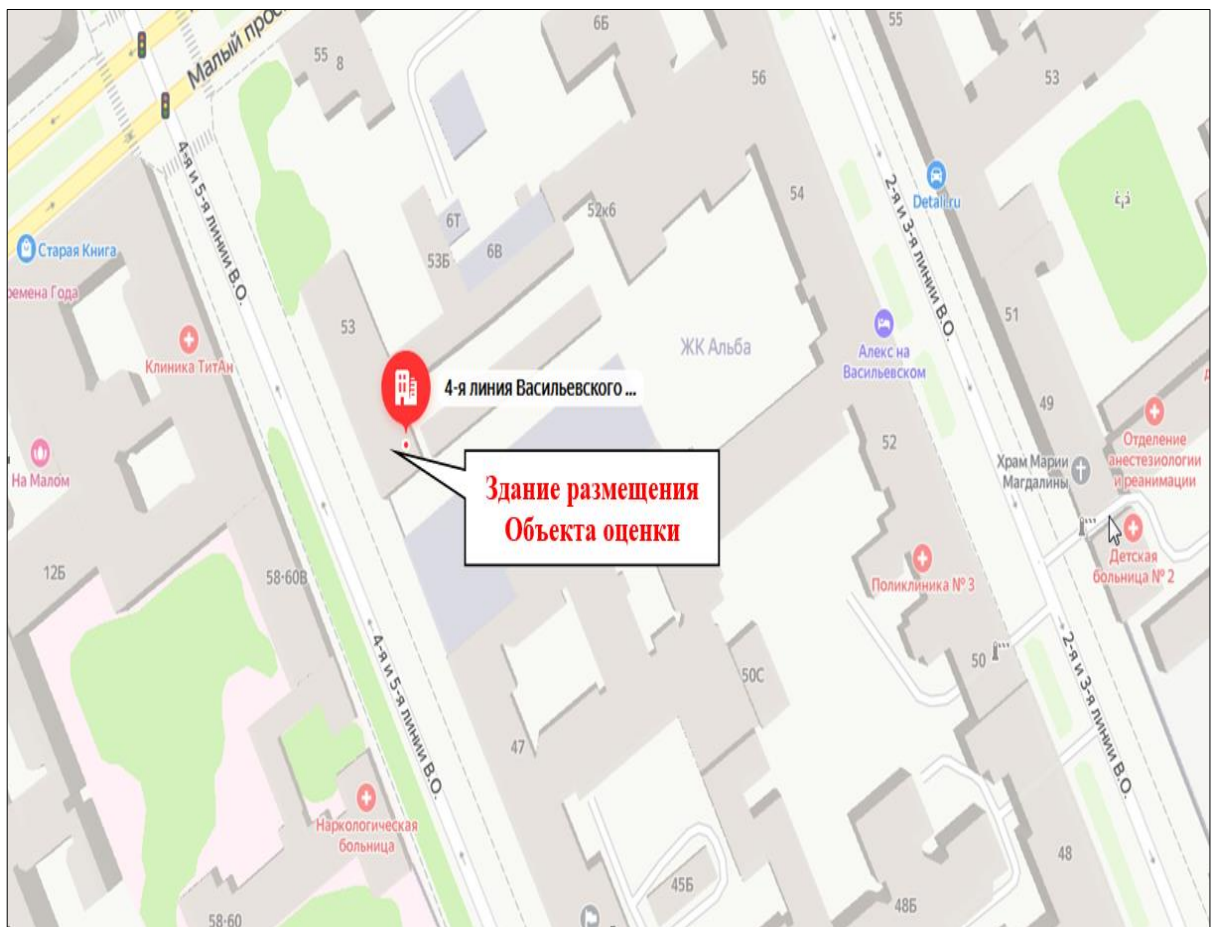 6Б
55
55
8
Малый прос
56
53
4-я и 5-я линии В.О.
2-я и 3-я линии В.О.
Detali.ru
54
6Т
52к6
53Б
6В
Старая Книга
ремена Года
53
51
Клиника ТитАн
ЖК Альба
Алекс на
Васильевском
4-я линия Васильевского ...
49
Отделение
анестезиологии
и реанимации
Храм Марии
Магдалины
52
На Малом
Здание размещения
Объекта оценки
Детская
больница № 2
Поликлиника № 3
12Б
58-60В
4-я и 5-я линии В.О.
50
50С
2-я и 3-я линии В.О.
47
Наркологическая
больница
48
45Б
48Б
58-60